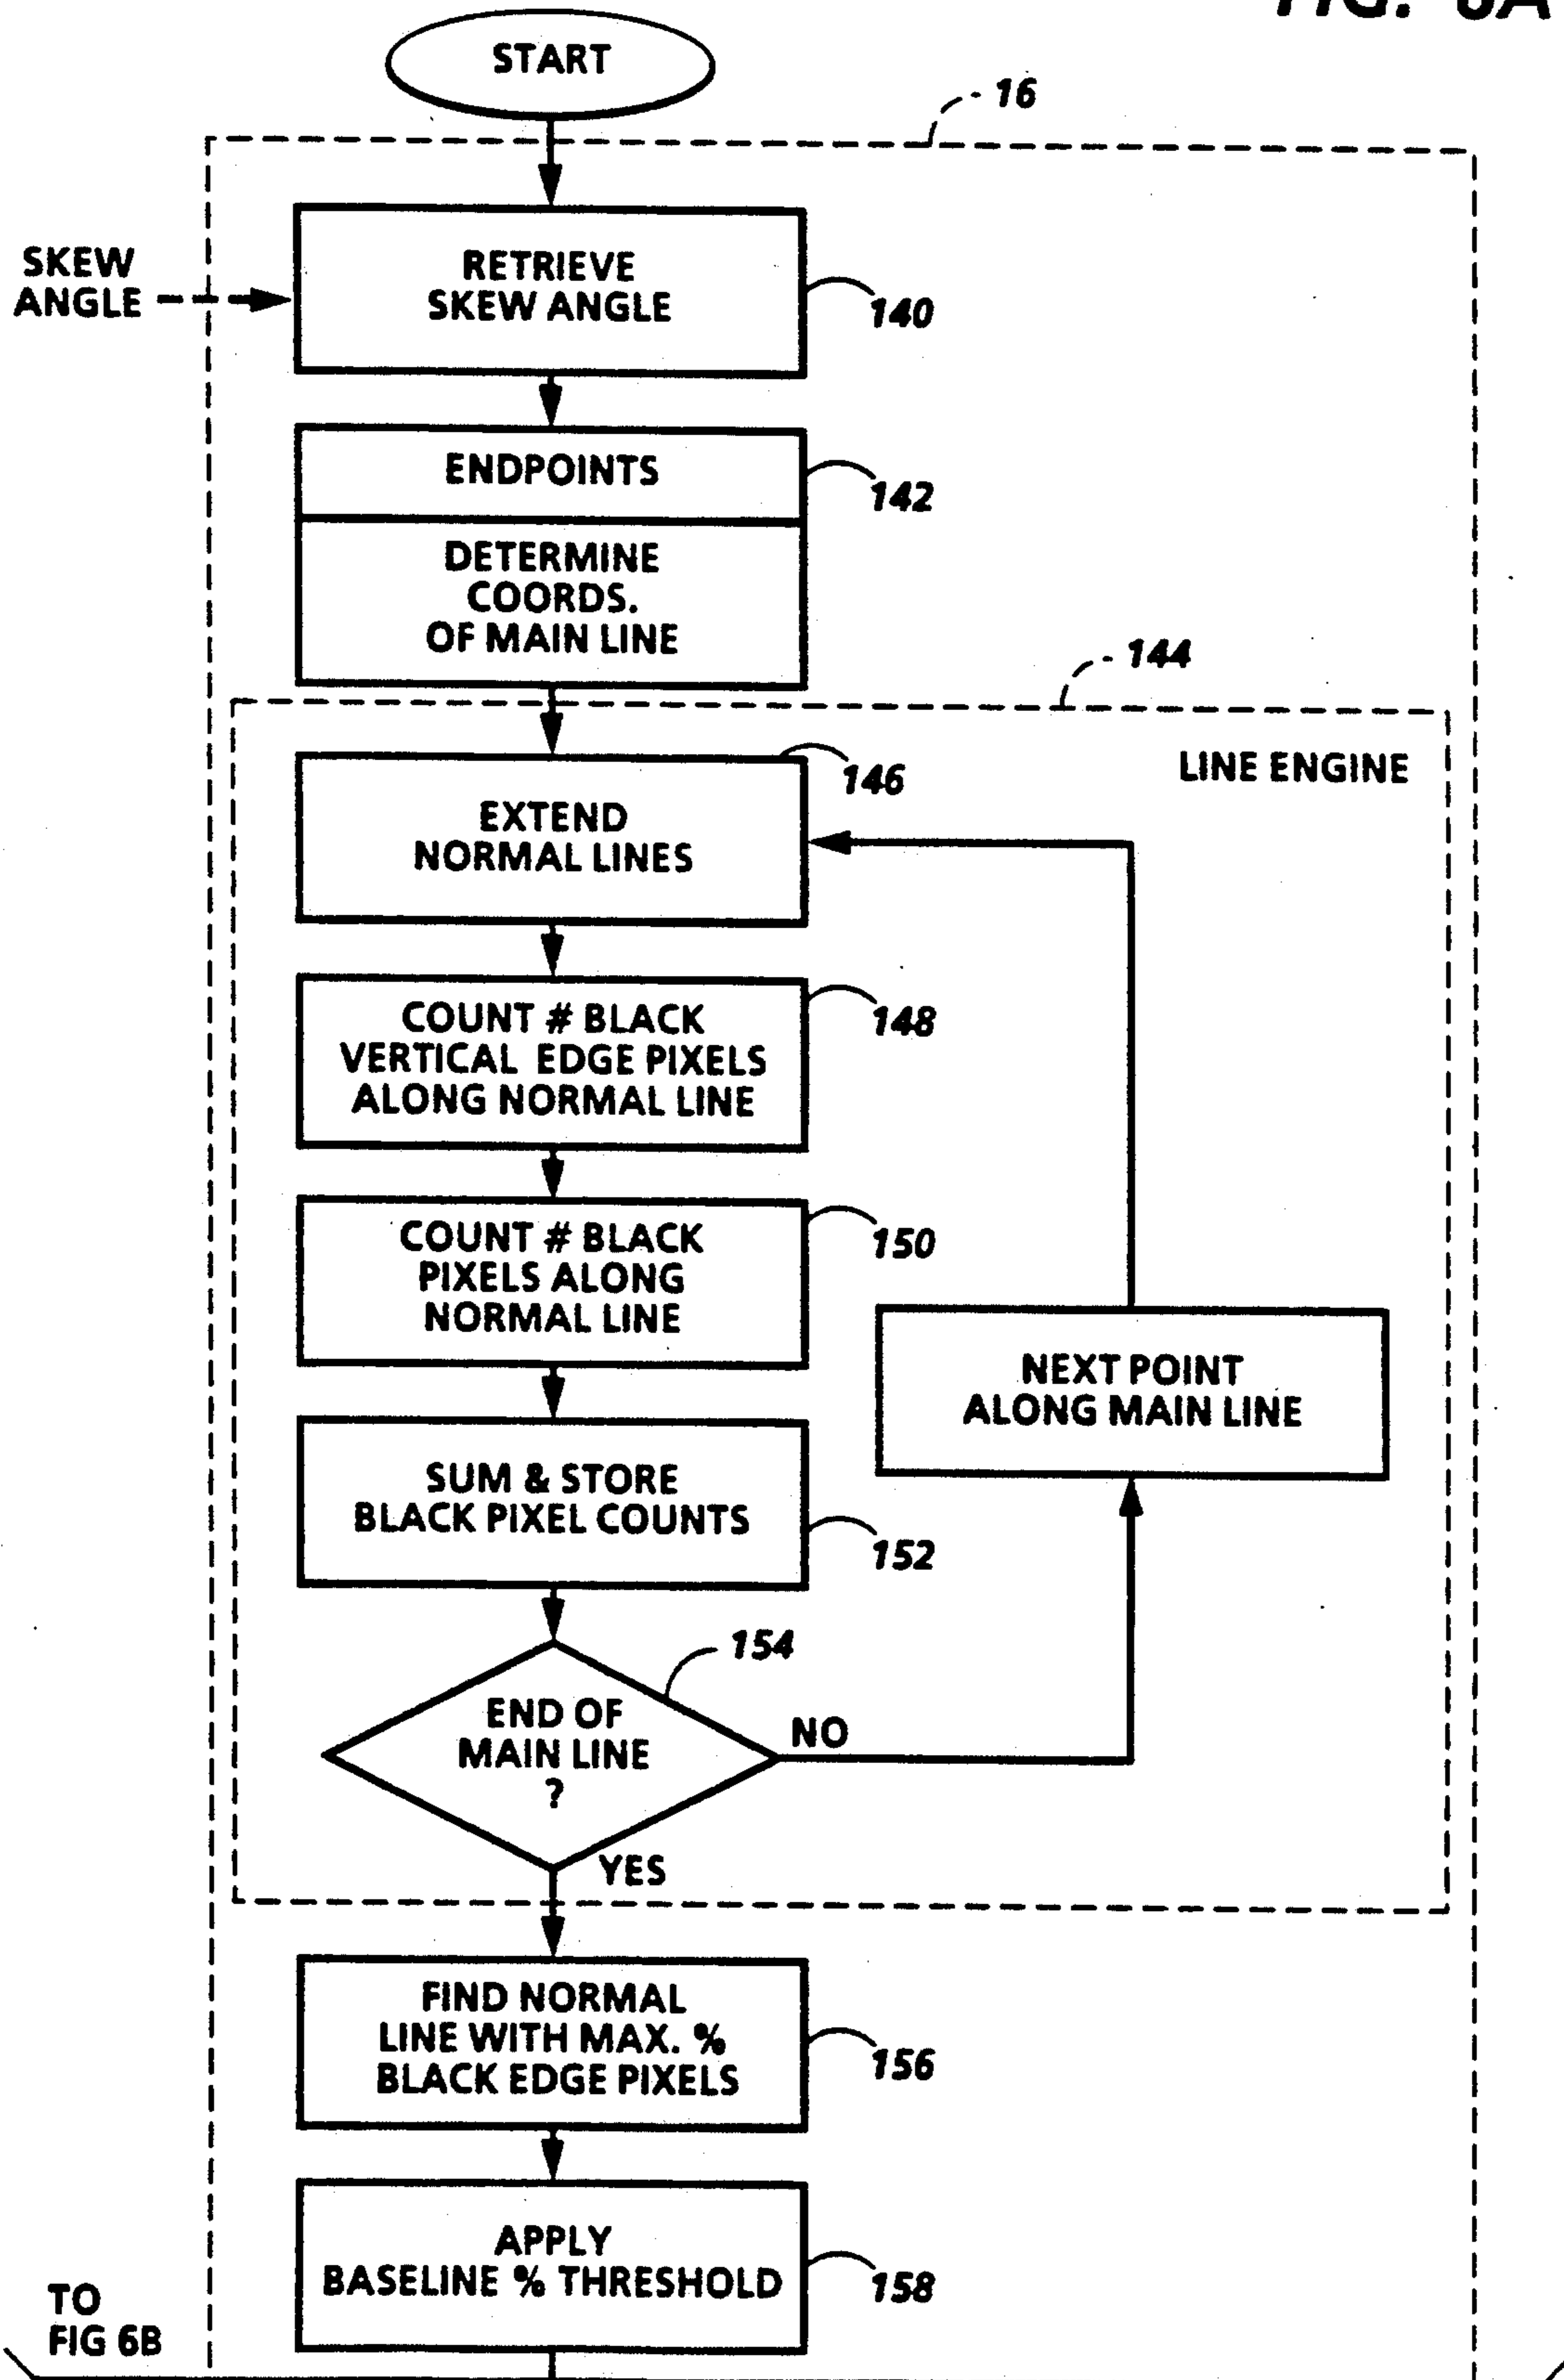 FIG. 6A
START
16
SKEW
ANGLE
RETRIEVE
SKEW ANGLE
140
ENDPOINTS
142
DETERMINE
COORDS.
OF MAIN LINE
144
LINE ENGINE
146
EXTEND
NORMAL LINES
COUNT # BLACK
VERTICAL EDGE PIXELS
ALONG NORMAL LINE
148
COUNT # BLACK
PIXELS ALONG
NORMAL LINE
150
NEXT POINT
ALONG MAIN LINE
SUM & STORE
BLACK PIXEL COUNTS
152
154
END OF
MAIN LINE
?
NO
YES
FIND NORMAL
LINE WITH MAX. %
BLACK EDGE PIXELS
156
APPLY
BASELINE % THRESHOLD
158
TO
FIG 6B